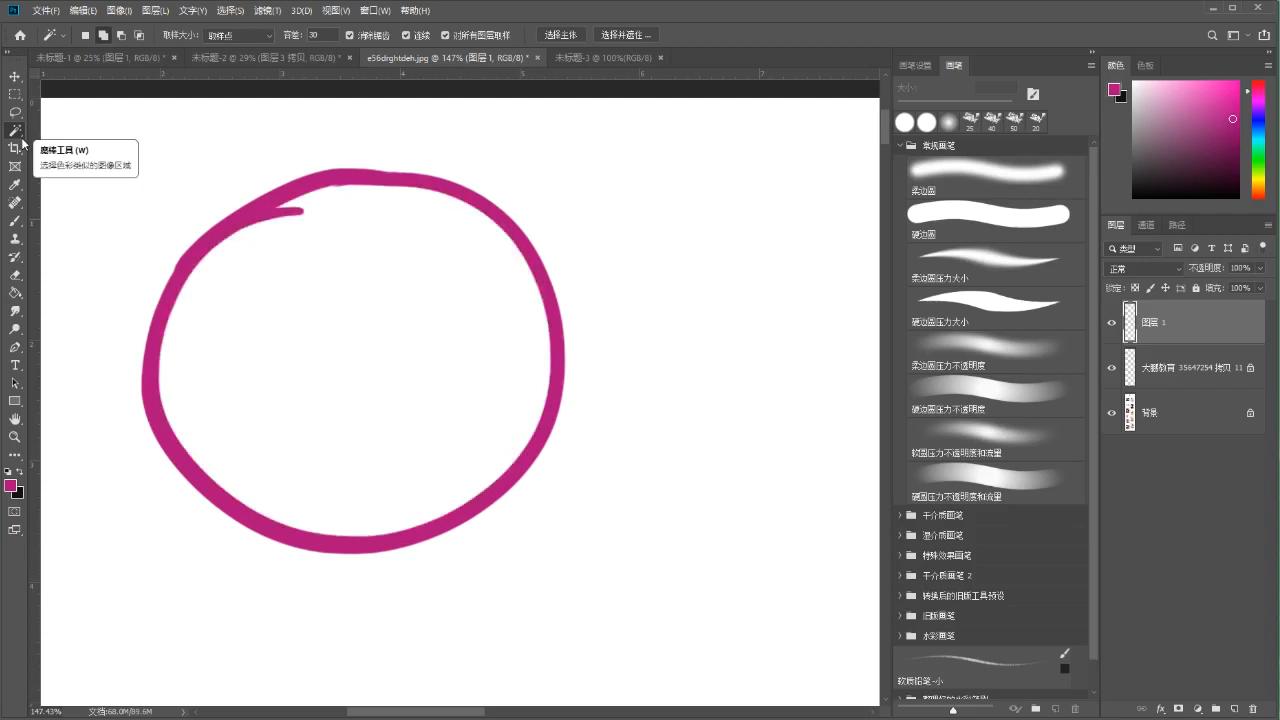 文件(F) 编辑(E) 图像(I) 图层(L) 文字(Y) 选择(S) 滤镜(T) 3D(D) 视图(V) 窗口(W) 帮助(H)
取样大小: 取样点 容差: 30 消除锯齿 连续 对所有图层取样 选择主体 选择并遮住 ...
未标题-1 @ 25% (图层 1, RGB/8) * × 未标题-2 @ 29% (图层 3 拷贝, RGB/8) * × e56drghtdeh.jpg @ 147% (图层 1, RGB/8) * × 未标题-3 @ 100%(RGB/8) ×
1 2 3 4 5 6 7
0
1
2
3
4
魔棒工具 (W)
选择色彩类似的图像区域
画笔设置 画笔
大小:
25 40 50 20
常规画笔
柔边圆
硬边圆
柔边圆压力大小
硬边圆压力大小
柔边圆压力不透明度
硬边圆压力不透明度
软圆压力不透明度和流量
硬圆压力不透明度和流量
干介质画笔
湿介质画笔
特殊效果画笔
干介质画笔 2
转换后的旧版工具预设
旧版画笔
水彩画笔
软质铅笔-小
颜色 色板
图层 通道 路径
类型
正常 不透明度: 100%
锁定: 填充: 100%
图层 1
大鹏教育 35647254 拷贝 11
背景
147.43% 文档:68.0M/89.6M
Ps